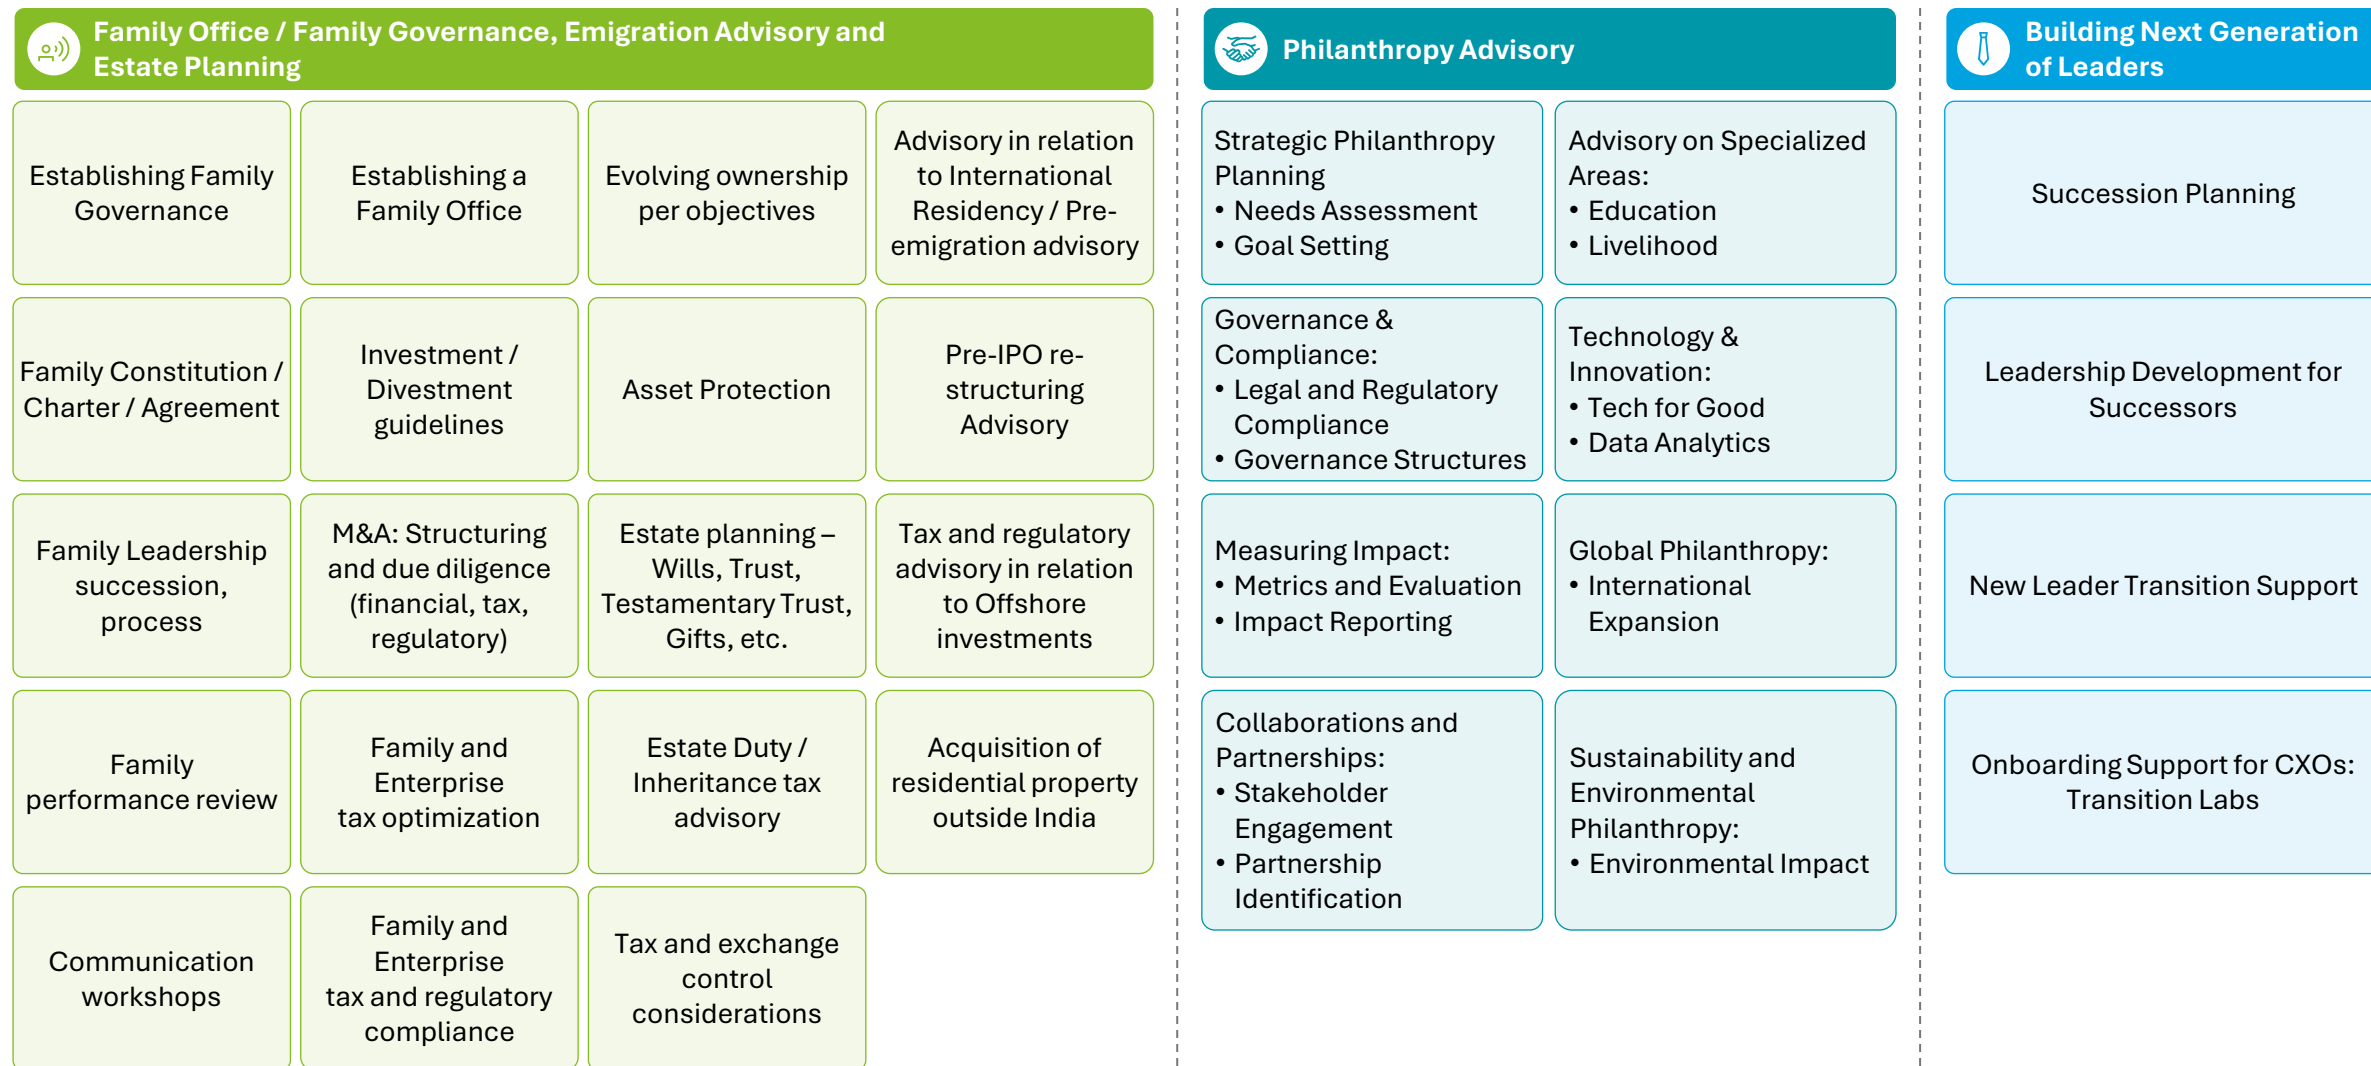 Family Office / Family Governance, Emigration Advisory and
Estate Planning
Establishing Family
Governance
Establishing a
Family Office
Evolving ownership
per objectives
Advisory in relation
to International
Residency / Pre-
emigration advisory
Family Constitution /
Charter / Agreement
Investment /
Divestment
guidelines
Asset Protection
Pre-IPO re-
structuring
Advisory
Family Leadership
succession,
process
M&A: Structuring
and due diligence
(financial, tax,
regulatory)
Estate planning –
Wills, Trust,
Testamentary Trust,
Gifts, etc.
Tax and regulatory
advisory in relation
to Offshore
investments
Family
performance review
Family and
Enterprise
tax optimization
Estate Duty /
Inheritance tax
advisory
Acquisition of
residential property
outside India
Communication
workshops
Family and
Enterprise
tax and regulatory
compliance
Tax and exchange
control
considerations
Philanthropy Advisory
Strategic Philanthropy
Planning
• Needs Assessment
• Goal Setting
Advisory on Specialized
Areas:
• Education
• Livelihood
Governance &
Compliance:
• Legal and Regulatory
Compliance
• Governance Structures
Technology &
Innovation:
• Tech for Good
• Data Analytics
Measuring Impact:
• Metrics and Evaluation
• Impact Reporting
Global Philanthropy:
• International
Expansion
Collaborations and
Partnerships:
• Stakeholder
Engagement
• Partnership
Identification
Sustainability and
Environmental
Philanthropy:
• Environmental Impact
Building Next Generation
of Leaders
Succession Planning
Leadership Development for
Successors
New Leader Transition Support
Onboarding Support for CXOs:
Transition Labs